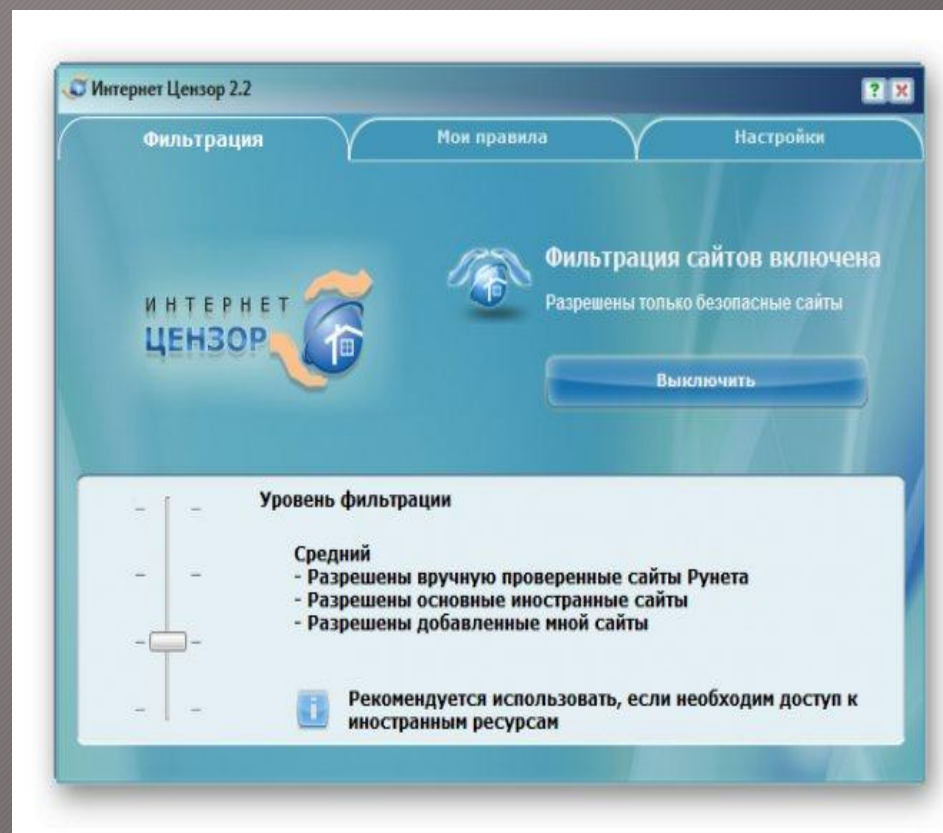 Интернет Цензор 2.2
?
x
Фильтрация
Мои правила
Настройки
ИНТЕРНЕТ
ЦЕНЗОР
Фильтрация сайтов включена
Разрешены только безопасные сайты
Выключить
Уровень фильтрации
Средний
- Разрешены вручную проверенные сайты Рунета
- Разрешены основные иностранные сайты
- Разрешены добавленные мной сайты
i
Рекомендуется использовать, если необходим доступ к
иностранным ресурсам